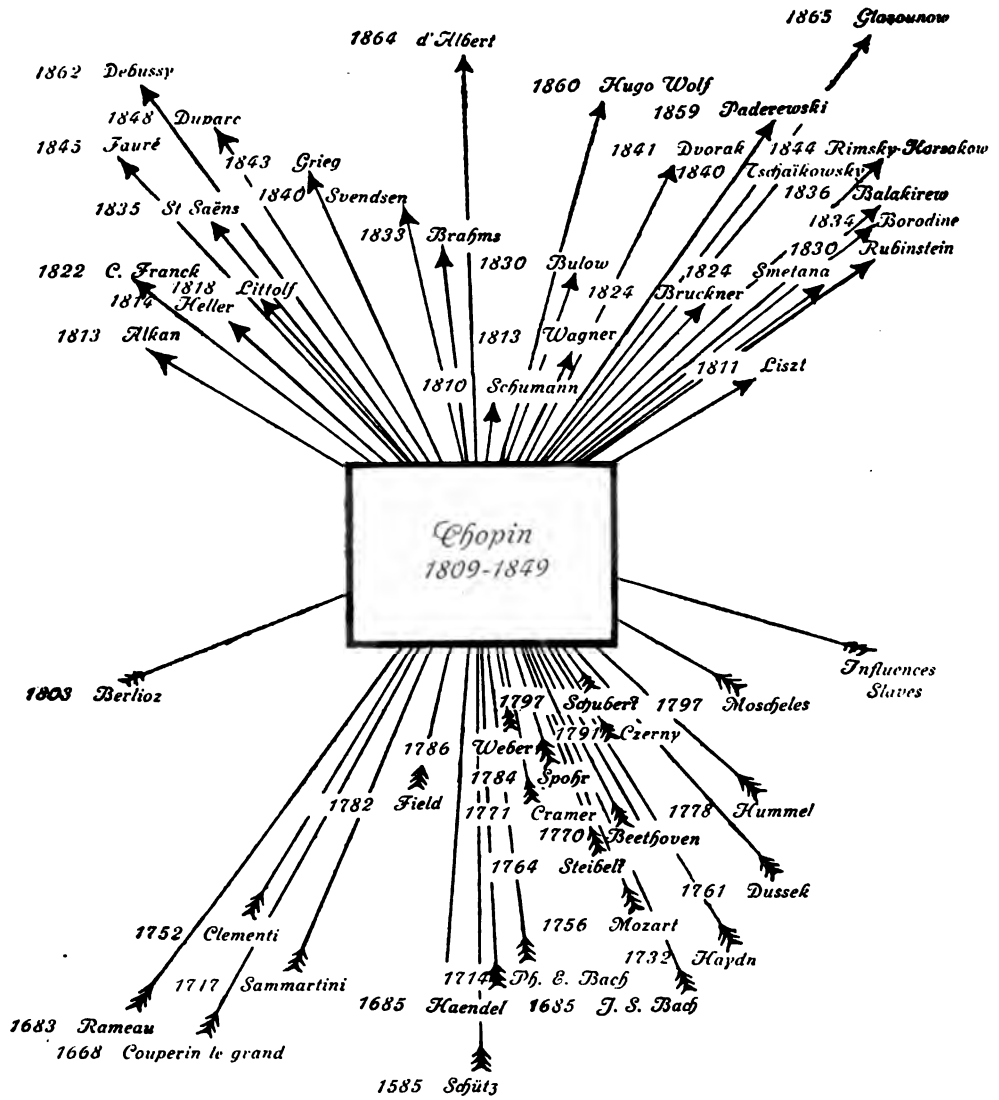 1865 Glazounow
1864 d'Albert
1862 Debussy
1860 Hugo Wolf
1859 Paderewski
1848 Duparc
1845 Fauré
1843 Grieg
1841 Dvorak
1844 Rimsky-Korsakow
1840 Tschaïkowsky
1840 Svendsen
1836 Balakirew
1835 St Saëns
1834 Borodine
1833 Brahms
1830 Rubinstein
1830 Bulow
1824 Smetana
1822 C. Franck
1818 Littolf
1824 Bruckner
1814 Heller
1813 Alkan
1813 Wagner
1811 Liszt
1810 Schumann
Chopin
1809-1849
Influences
Slaves
1803 Berlioz
1797 Schubert
1797 Moscheles
1791 Czerny
1786 Weber
1784 Spohr
1782 Field
1771 Cramer
1778 Hummel
1770 Beethoven
1764 Steibelt
1761 Dussek
1756 Mozart
1752 Clementi
1732 Haydn
1717 Sammartini
1714 Ph. E. Bach
1685 Haendel
1685 J. S. Bach
1683 Rameau
1668 Couperin le grand
1585 Schütz